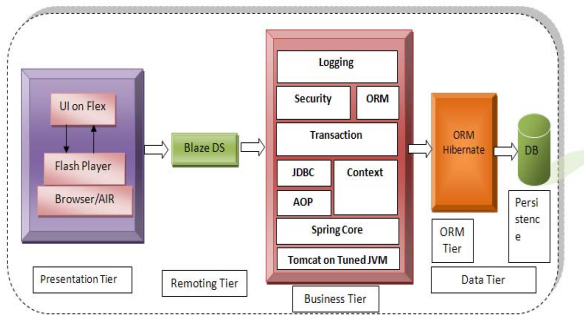 UI on Flex
Flash Player
Browser/AIR
Presentation Tier
Blaze DS
Remoting Tier
Logging
Security
ORM
Transaction
JDBC
Context
AOP
Spring Core
Tomcat on Tuned JVM
Business Tier
ORM
Hibernate
ORM
Tier
DB
Persi
stenc
e
Data Tier